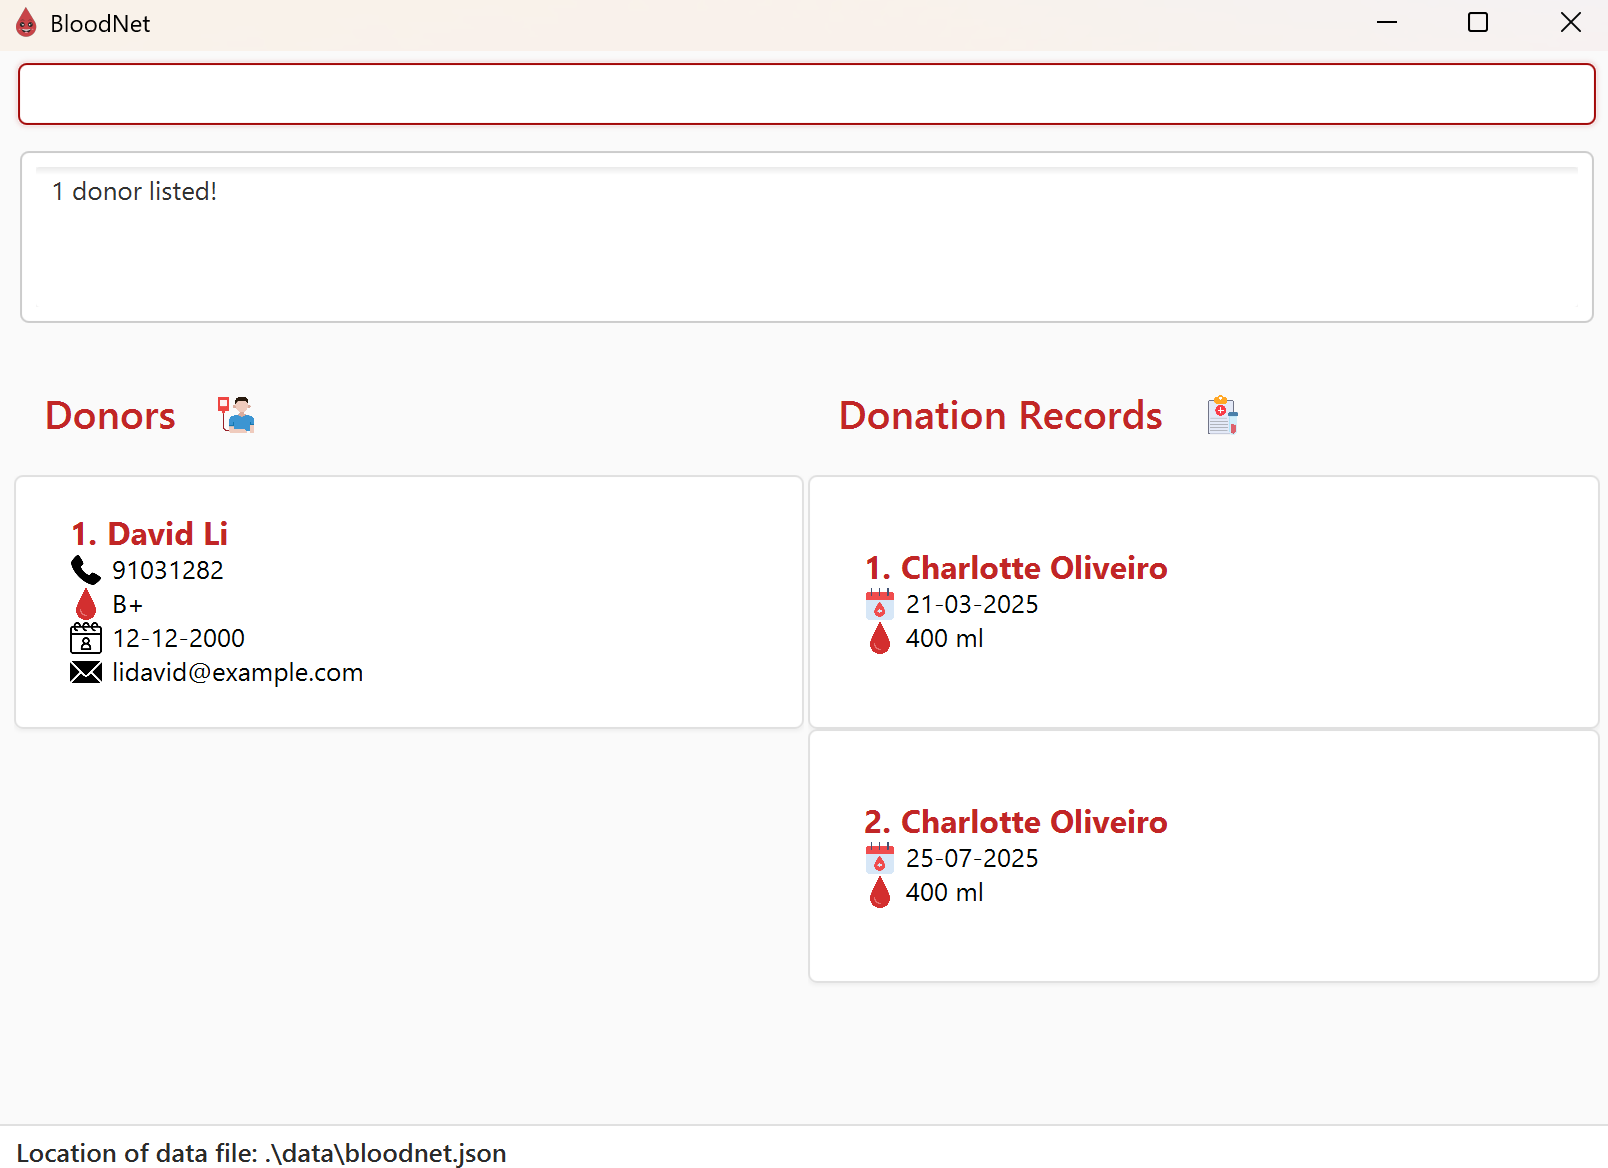 BloodNet
1 donor listed!
Donors
1. David Li
91031282
B+
12-12-2000
lidavid@example.com
Donation Records
1. Charlotte Oliveiro
21-03-2025
400 ml
2. Charlotte Oliveiro
25-07-2025
400 ml
Location of data file: .\data\bloodnet.json